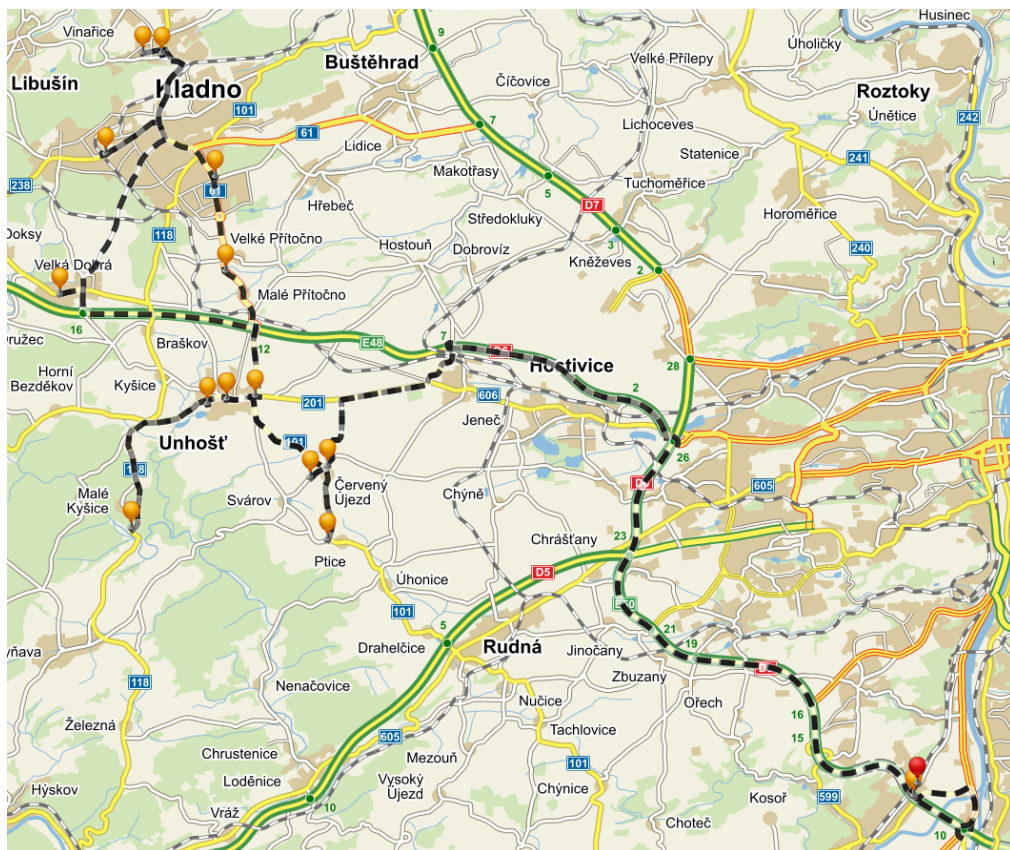 Vinařice
Husinec
Úholičky
9
Velké Přílepy
Buštěhrad
Libušín
Kladno
Číčovice
Roztoky
Únětice
242
101
7
Lichoceves
61
Lidice
Statenice
241
Makotřasy
5
Tuchoměřice
238
61
Hřebeč
D7
Středokluky
Horoměřice
118
Velké Přítočno
3
Doksy
Hostouň
Dobrovíz
240
Kněževes
2
Velká Dobrá
Malé Přítočno
16
12
E48
7
Braškov
Hostivice
28
Horní
Bezděkov
Kyšice
2
201
606
Jeneč
Unhošť
101
26
Malé
Kyšice
Svárov
Červený
Újezd
Chýně
605
23
Chrášťany
Ptice
Úhonice
D5
101
5
21
19
Drahelčice
Rudná
Jinočany
Zbuzany
118
Nenačovice
Ořech
Nučice
16
Železná
15
605
Tachlovice
Chrustenice
Mezouň
101
Loděnice
Vysoký
Újezd
Hýskov
10
Chýnice
Kosoř
599
Vráž
Choteč
10